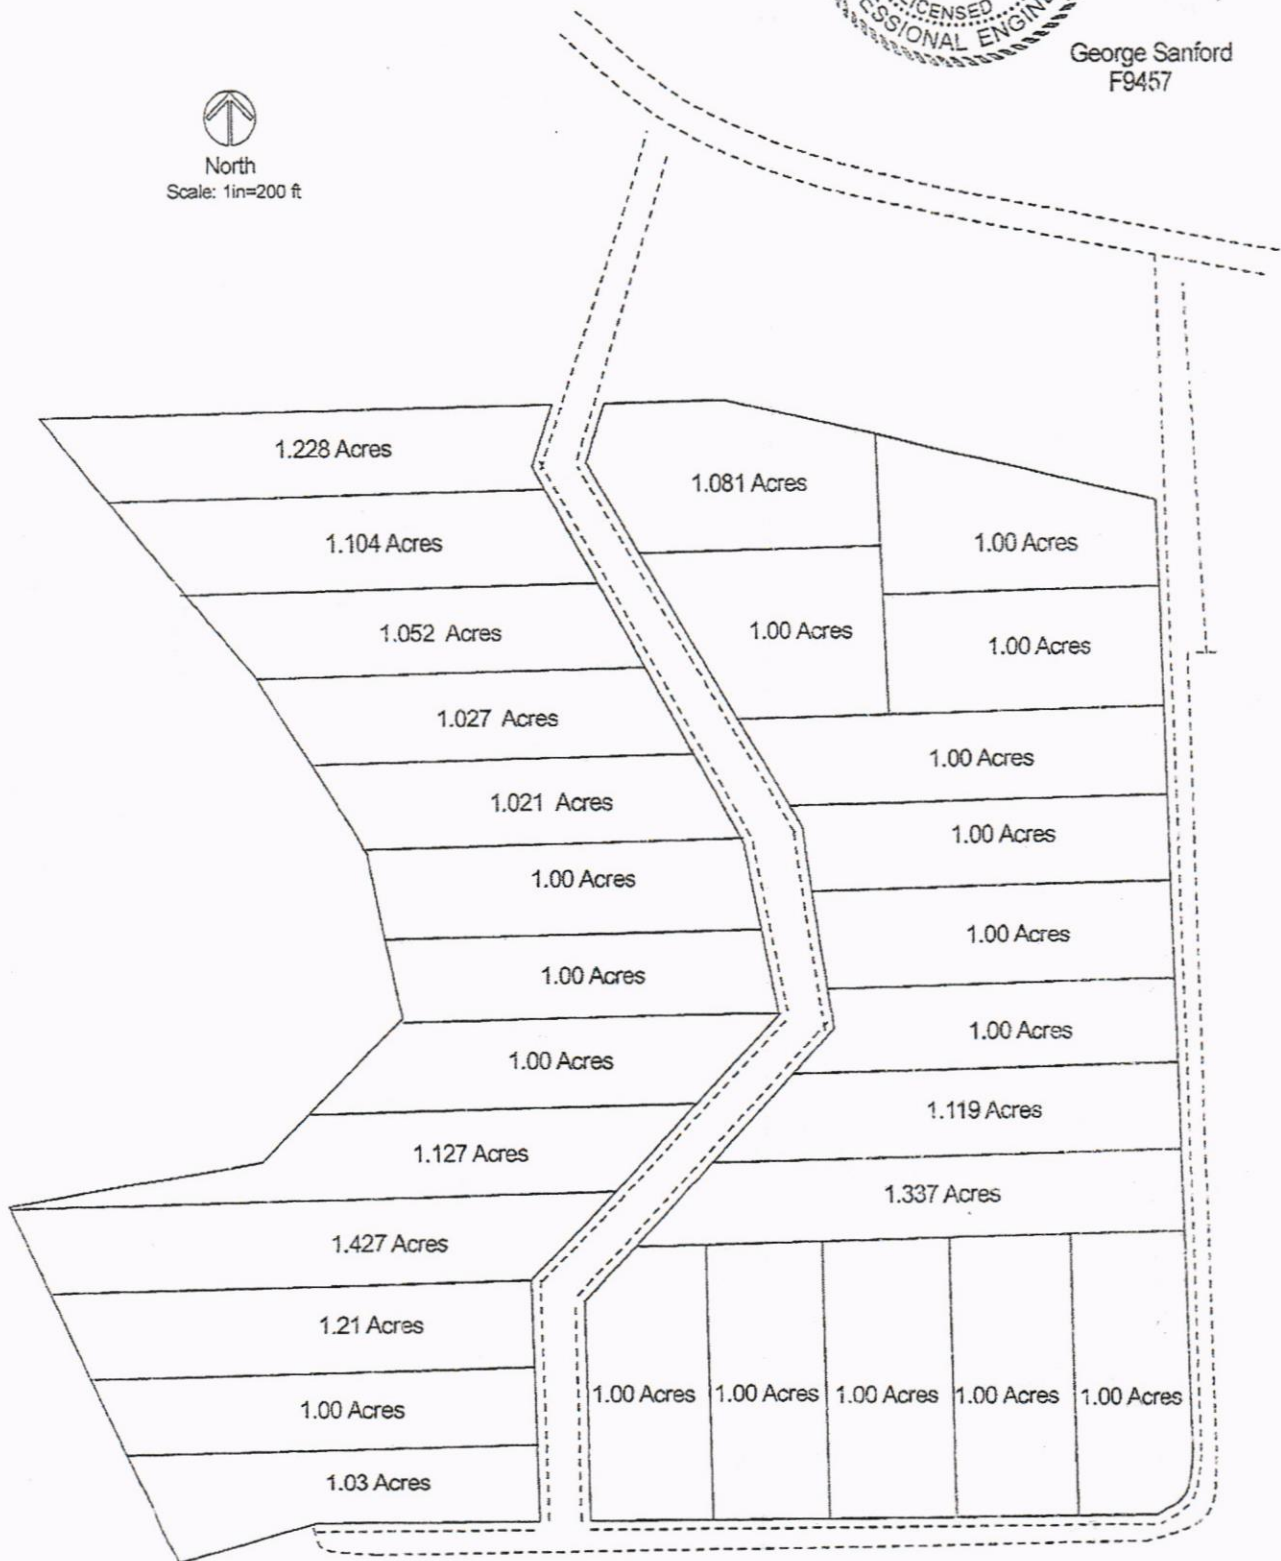 LICENSED
ESSIONAL ENGIN
George Sanford
F9457
North
Scale: 1in=200 ft
1.228 Acres
1.104 Acres
1.052 Acres
1.027 Acres
1.021 Acres
1.00 Acres
1.00 Acres
1.00 Acres
1.127 Acres
1.427 Acres
1.21 Acres
1.00 Acres
1.03 Acres
1.081 Acres
1.00 Acres
1.00 Acres
1.00 Acres
1.00 Acres
1.00 Acres
1.00 Acres
1.00 Acres
1.119 Acres
1.337 Acres
1.00 Acres
1.00 Acres
1.00 Acres
1.00 Acres
1.00 Acres